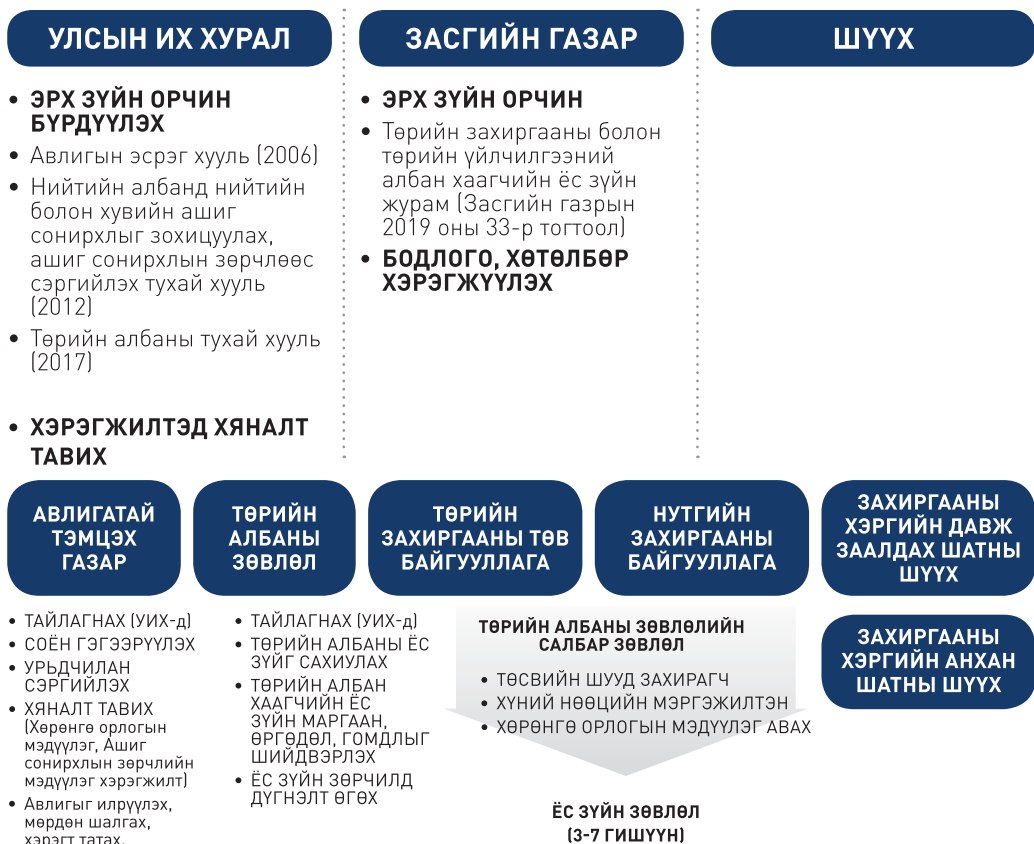 УЛСЫН ИХ ХУРАЛ
• ЭРХ ЗҮЙН ОРЧИН
БҮРДҮҮЛЭХ
• Авлигын эсрэг хууль (2006)
• Нийтийн албанд нийтийн
болон хувийн ашиг
сонирхлыг зохицуулах,
ашиг сонирхлын зөрчлөөс
сэргийлэх тухай хууль
(2012)
• Төрийн албаны тухай хууль
(2017)
• ХЭРЭГЖИЛТЭД ХЯНАЛТ
ТАВИХ
ЗАСГИЙН ГАЗАР
• ЭРХ ЗҮЙН ОРЧИН
• Төрийн захиргааны болон
төрийн үйлчилгээний
албан хаагчийн ёс зүйн
журам (Засгийн газрын
2019 оны 33-р тогтоол)
• БОДЛОГО, ХӨТӨЛБӨР
ХЭРЭГЖҮҮЛЭХ
ШҮҮХ
АВЛИГАТАЙ
ТЭМЦЭХ
ГАЗАР
• ТАЙЛАГНАХ (УИХ-д)
• СОЁН ГЭГЭЭРҮҮЛЭХ
• УРЬДЧИЛАН
СЭРГИЙЛЭХ
• ХЯНАЛТ ТАВИХ
(Хөрөнгө орлогын
мэдүүлэг, Ашиг
сонирхлын зөрчлийн
мэдүүлэг хэрэгжилт)
• Авлигыг илрүүлэх,
мөрдөн шалгах,
хэрэгт татах.
ТӨРИЙН
АЛБАНЫ
ЗӨВЛӨЛ
• ТАЙЛАГНАХ (УИХ-д)
• ТӨРИЙН АЛБАНЫ ЁС
ЗҮЙГ САХИУЛАХ
• ТӨРИЙН АЛБАН
ХААГЧИЙН ЁС
ЗҮЙН МАРГААН,
ӨРГӨДӨЛ, ГОМДЛЫГ
ШИЙДВЭРЛЭХ
• ЁС ЗҮЙН ЗӨРЧИЛД
ДҮГНЭЛТ ӨГӨХ
ТӨРИЙН
ЗАХИРГААНЫ ТӨВ
БАЙГУУЛЛАГА
НУТГИЙН
ЗАХИРГААНЫ
БАЙГУУЛЛАГА
ТӨРИЙН АЛБАНЫ ЗӨВЛӨЛИЙН
САЛБАР ЗӨВЛӨЛ
• ТӨСВИЙН ШУУД ЗАХИРАГЧ
• ХҮНИЙ НӨӨЦИЙН МЭРГЭЖИЛТЭН
• ХӨРӨНГӨ ОРЛОГЫН МЭДҮҮЛЭГ АВАХ
ЁС ЗҮЙН ЗӨВЛӨЛ
(3-7 ГИШҮҮН)
ЗАХИРГААНЫ
ХЭРГИЙН ДАВЖ
ЗААЛДАХ ШАТНЫ
ШҮҮХ
ЗАХИРГААНЫ
ХЭРГИЙН АНХАН
ШАТНЫ ШҮҮХ